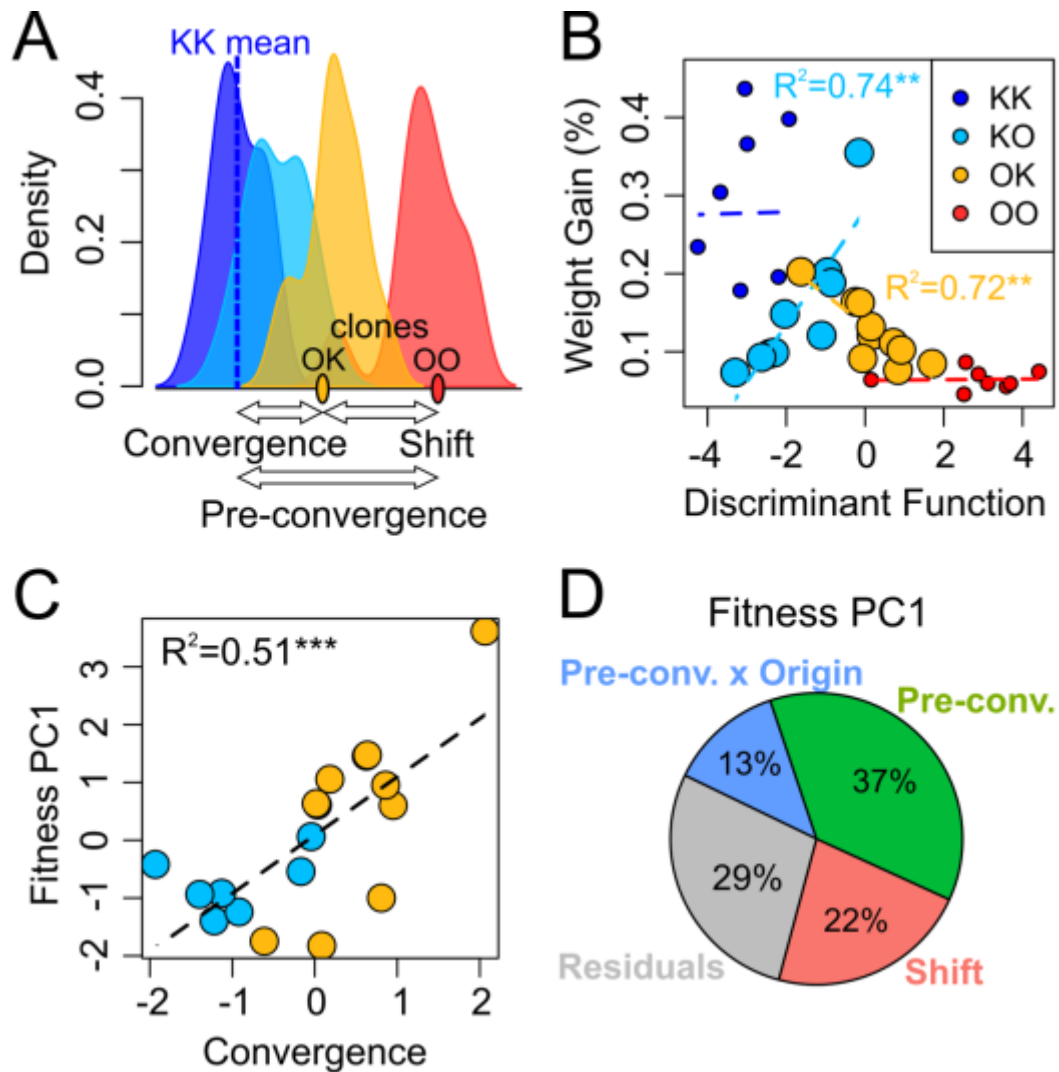 A
KK mean
Density
0.4
0.2
0.0
clones
OK
OO
Convergence
Shift
Pre-convergence
B
R²=0.74**
R²=0.72**
KK
KO
OK
OO
Weight Gain (%)
0.4
0.3
0.2
0.1
-4 -2 0 2 4
Discriminant Function
C
R²=0.51***
Fitness PC1
3
2
1
0
-1
-2
-2 -1 0 1 2
Convergence
D
Fitness PC1
Pre-conv. x Origin
Pre-conv.
13%
37%
29%
22%
Residuals
Shift